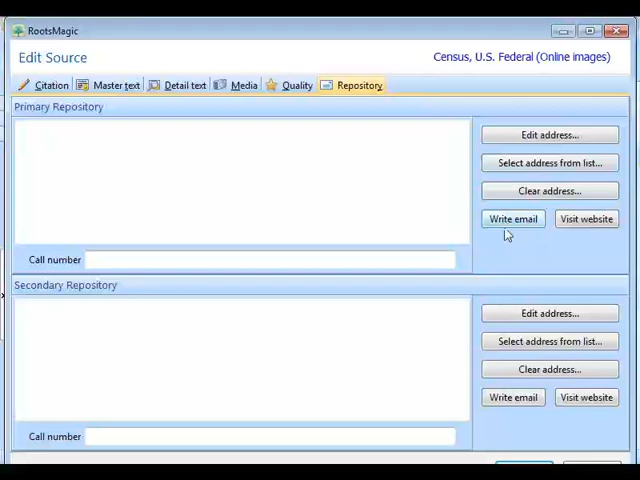 RootsMagic
Edit Source
Census, U.S. Federal (Online images)
Citation Master text Detail text Media Quality Repository
Primary Repository
Edit address...
Select address from list...
Clear address...
Write email Visit website
Call number
Secondary Repository
Edit address...
Select address from list...
Clear address...
Write email Visit website
Call number